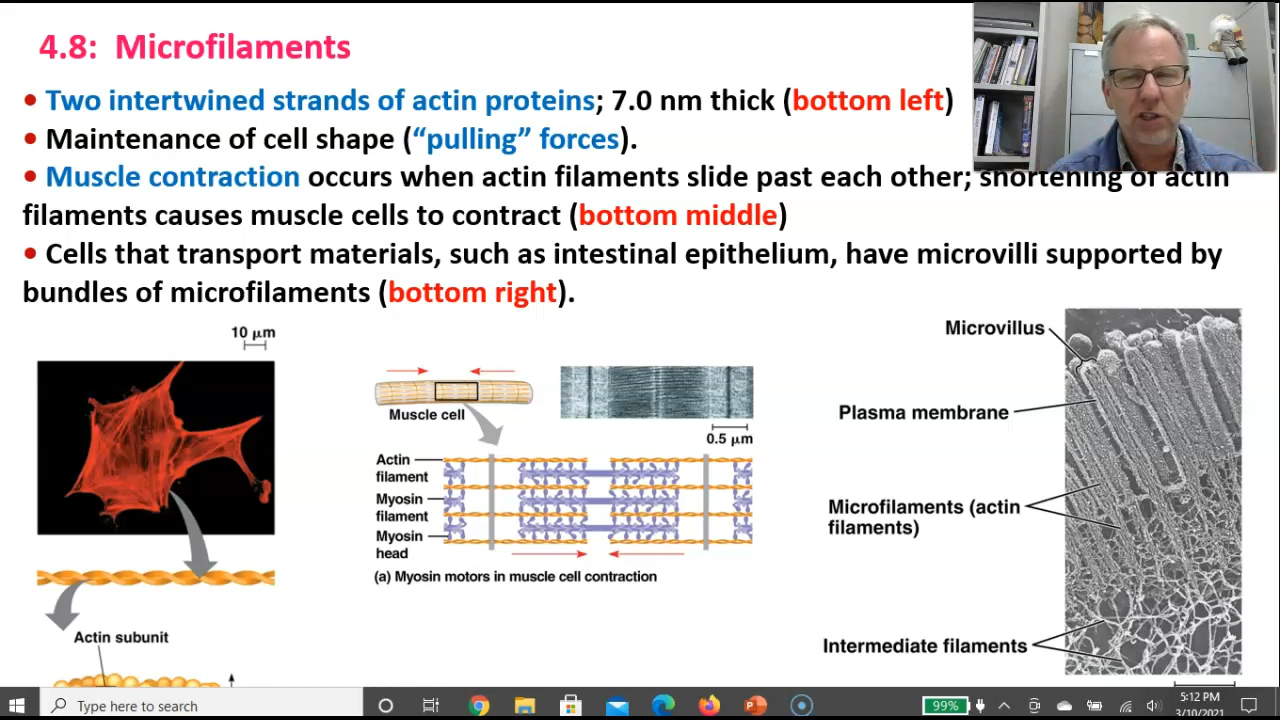 4.8: Microfilaments
• Two intertwined strands of actin proteins; 7.0 nm thick (bottom left)
• Maintenance of cell shape (“pulling” forces).
• Muscle contraction occurs when actin filaments slide past each other; shortening of actin
filaments causes muscle cells to contract (bottom middle)
• Cells that transport materials, such as intestinal epithelium, have microvilli supported by
bundles of microfilaments (bottom right).
10 µm
Actin subunit
Muscle cell
0.5 µm
Actin
filament
Myosin
filament
Myosin
head
(a) Myosin motors in muscle cell contraction
Microvillus
Plasma membrane
Microfilaments (actin
filaments)
Intermediate filaments
Type here to search
99%
5:12 PM
3/10/2021